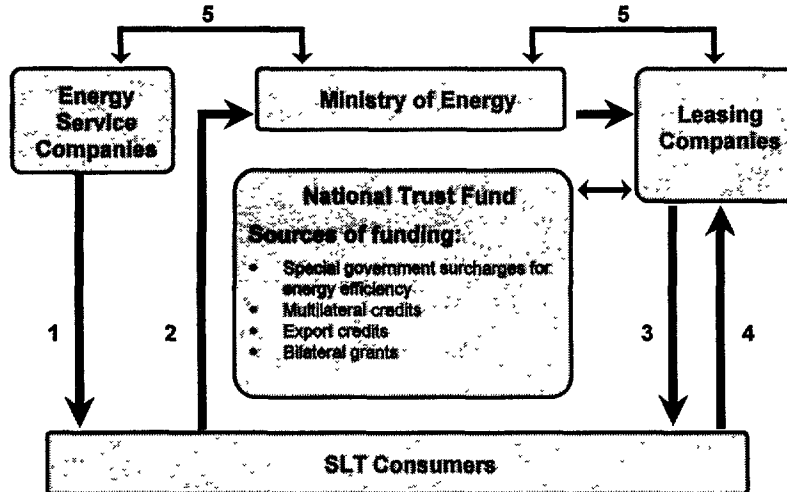 5
5
Energy
Service
Companies
Ministry of Energy
Leasing
Companies
National Trust Fund
Sources of funding:
• Special government surcharges for
energy efficiency
• Multilateral credits
• Export credits
• Bilateral grants
1
2
3
4
SLT Consumers